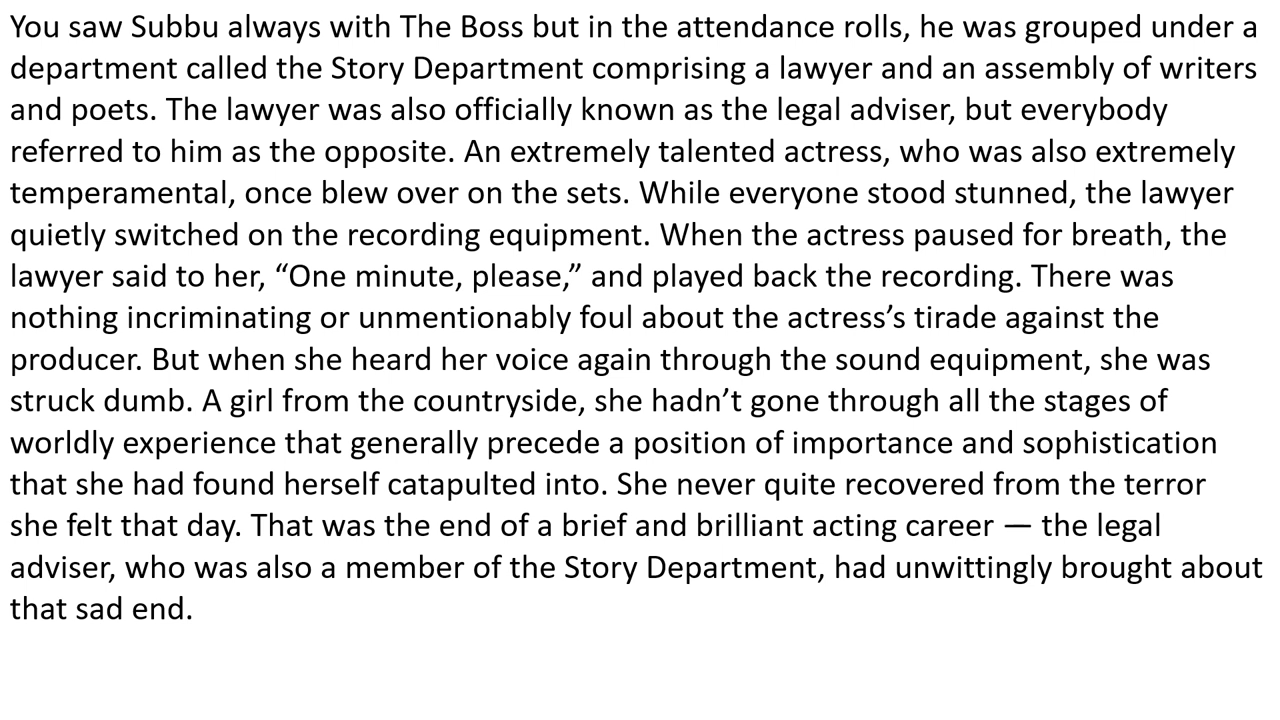 You saw Subbu always with The Boss but in the attendance rolls, he was grouped under a
department called the Story Department comprising a lawyer and an assembly of writers
and poets. The lawyer was also officially known as the legal adviser, but everybody
referred to him as the opposite. An extremely talented actress, who was also extremely
temperamental, once blew over on the sets. While everyone stood stunned, the lawyer
quietly switched on the recording equipment. When the actress paused for breath, the
lawyer said to her, “One minute, please,” and played back the recording. There was
nothing incriminating or unmentionably foul about the actress’s tirade against the
producer. But when she heard her voice again through the sound equipment, she was
struck dumb. A girl from the countryside, she hadn’t gone through all the stages of
worldly experience that generally precede a position of importance and sophistication
that she had found herself catapulted into. She never quite recovered from the terror
she felt that day. That was the end of a brief and brilliant acting career — the legal
adviser, who was also a member of the Story Department, had unwittingly brought about
that sad end.